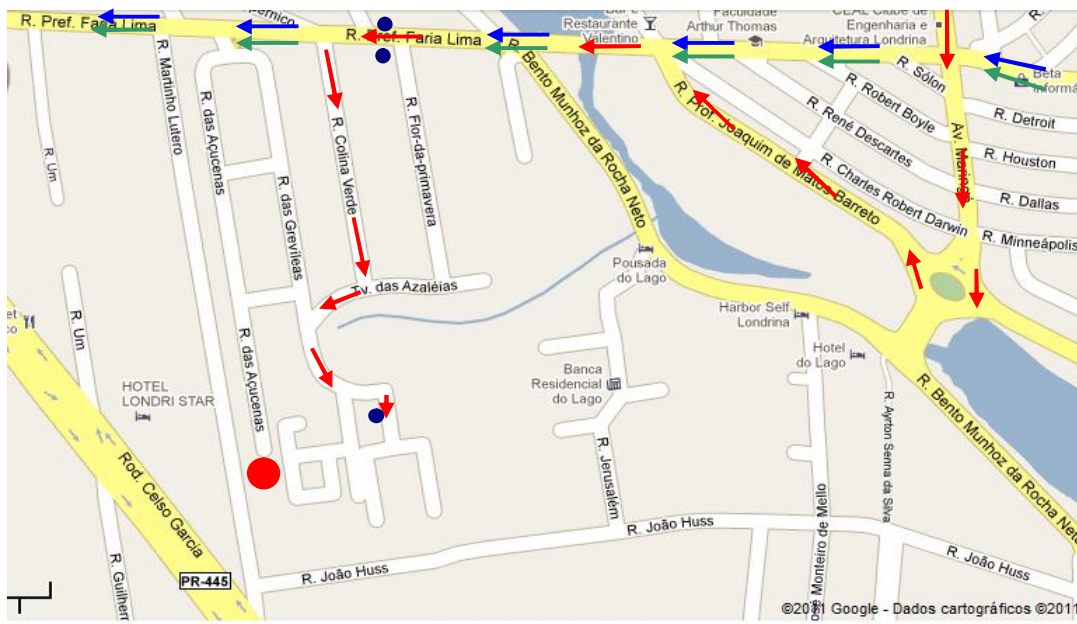 R. Pref. Faria Lima
R. Pref. Faria Lima
Restaurante
Valentino
Faculdade
Arthur Thomas
CEAL Clube de
Engenharia e
Arquitetura Londrina
Beta
R. Sólon
R. Detroit
R. Robert Boyle
R. Houston
R. René Descartes
R. Dallas
R. Charles Robert Darwin
R. Minneápolis
Av. Maringá
R. Prof. Joaquim de Matos Barreto
R. Bento Munhoz da Rocha Neto
R. Martinho Lutero
R. das Açucenas
R. Um
R. Colina Verde
R. Flor-da-primavera
R. das Grevíleas
Tv. das Azaléias
Pousada
do Lago
Harbor Self
Londrina
Hotel
do Lago
R. Um
R. das Açucenas
HOTEL
LONDRI STAR
Banca
Residencial
do Lago
R. Bento Munhoz da Rocha Neto
R. Ayrton Senna da Silva
R. Jerusalém
Rod. Celso Garcia
R. João Huss
R. João Huss
R. João Huss
Monteiro de Mello
R. Guilherm
PR-445
©2011 Google - Dados cartográficos ©2011